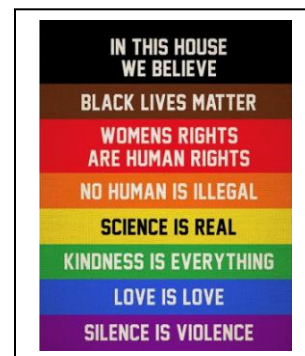 IN THIS HOUSE
WE BELIEVE
BLACK LIVES MATTER
WOMENS RIGHTS
ARE HUMAN RIGHTS
NO HUMAN IS ILLEGAL
SCIENCE IS REAL
KINDNESS IS EVERYTHING
LOVE IS LOVE
SILENCE IS VIOLENCE